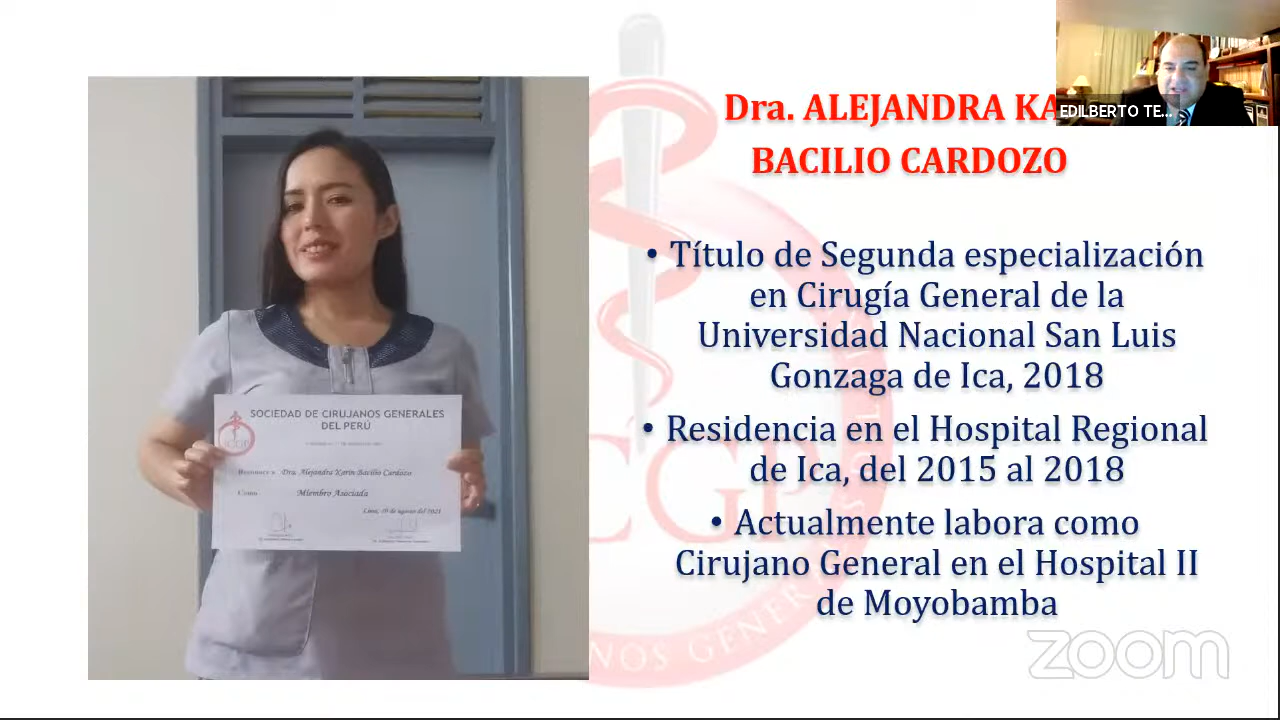 Dra. ALEJANDRA KA
BACILIO CARDOZO
EDILBERTO TE...
• Título de Segunda especialización
en Cirugía General de la
Universidad Nacional San Luis
Gonzaga de Ica, 2018
• Residencia en el Hospital Regional
de Ica, del 2015 al 2018
• Actualmente labora como
Cirujano General en el Hospital II
de Moyobamba
zoom
SOCIEDAD DE CIRUJANOS GENERALES
DEL PERÚ
Reconoce a Dra. Alejandra Karin Bacilio Cardozo
Como Miembro Asociada